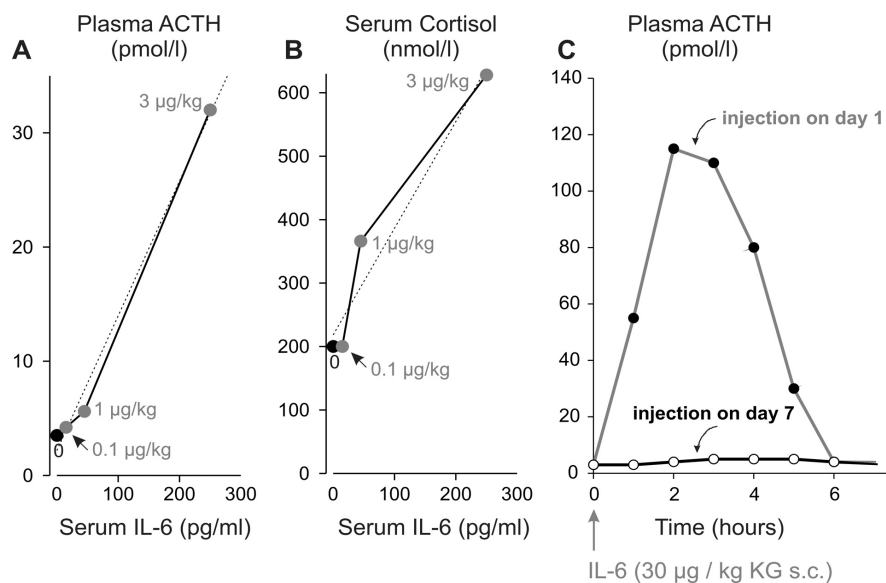 A
Plasma ACTH
(pmol/l)
30
20
10
0
3 µg/kg
1 µg/kg
0.1 µg/kg
0
0 100 200 300
Serum IL-6 (pg/ml)
B
Serum Cortisol
(nmol/l)
600
500
400
300
200
100
0
3 µg/kg
1 µg/kg
0.1 µg/kg
0
0 100 200 300
Serum IL-6 (pg/ml)
C
Plasma ACTH
(pmol/l)
140
120
100
80
60
40
20
0
injection on day 1
injection on day 7
0 2 4 6
Time (hours)
IL-6 (30 µg / kg KG s.c.)